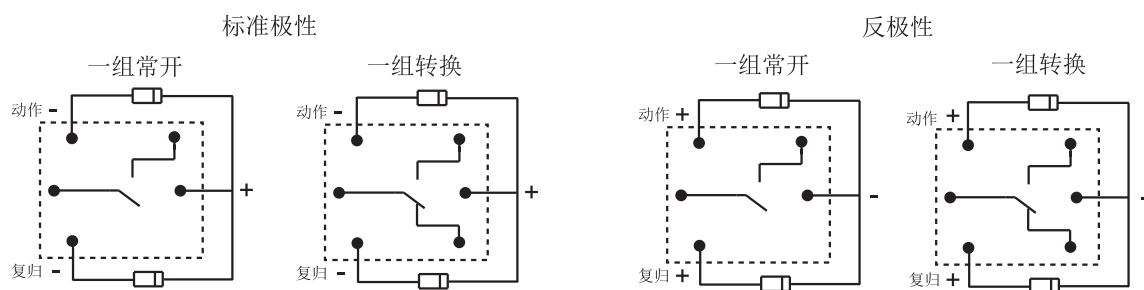 标准极性
反极性
一组常开
一组转换
一组常开
一组转换
动作 -
动作 -
动作 +
动作 +
+
+
-
-
复归 -
复归 -
复归 +
复归 +